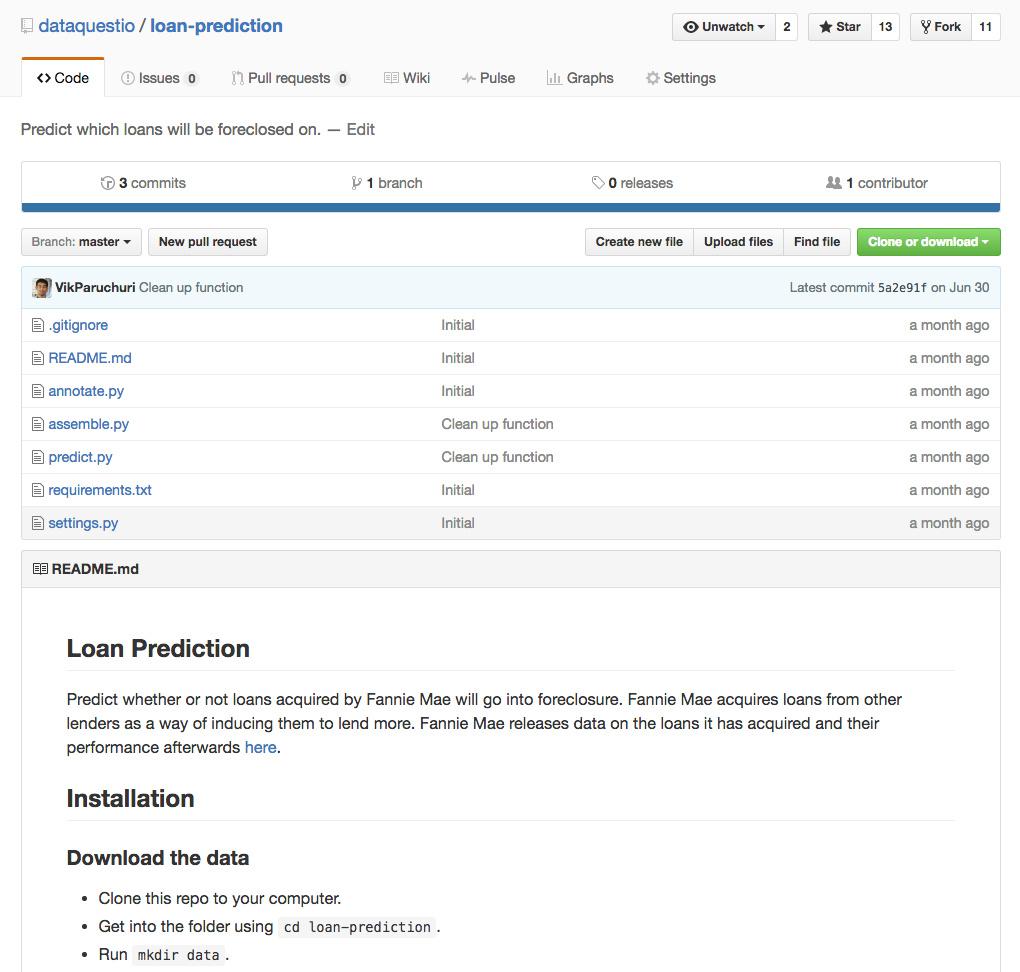 dataquestio / loan-prediction Unwatch 2 Star 13 Fork 11
Code Issues 0 Pull requests 0 Wiki Pulse Graphs Settings
Predict which loans will be foreclosed on. — Edit
3 commits 1 branch 0 releases 1 contributor
Branch: master New pull request Create new file Upload files Find file Clone or download
VikParuchuri Clean up function Latest commit 5a2e91f on Jun 30
.gitignore Initial a month ago
README.md Initial a month ago
annotate.py Initial a month ago
assemble.py Clean up function a month ago
predict.py Clean up function a month ago
requirements.txt Initial a month ago
settings.py Initial a month ago
README.md
Loan Prediction
Predict whether or not loans acquired by Fannie Mae will go into foreclosure. Fannie Mae acquires loans from other
lenders as a way of inducing them to lend more. Fannie Mae releases data on the loans it has acquired and their
performance afterwards here.
Installation
Download the data
• Clone this repo to your computer.
• Get into the folder using cd loan-prediction.
• Run mkdir data.